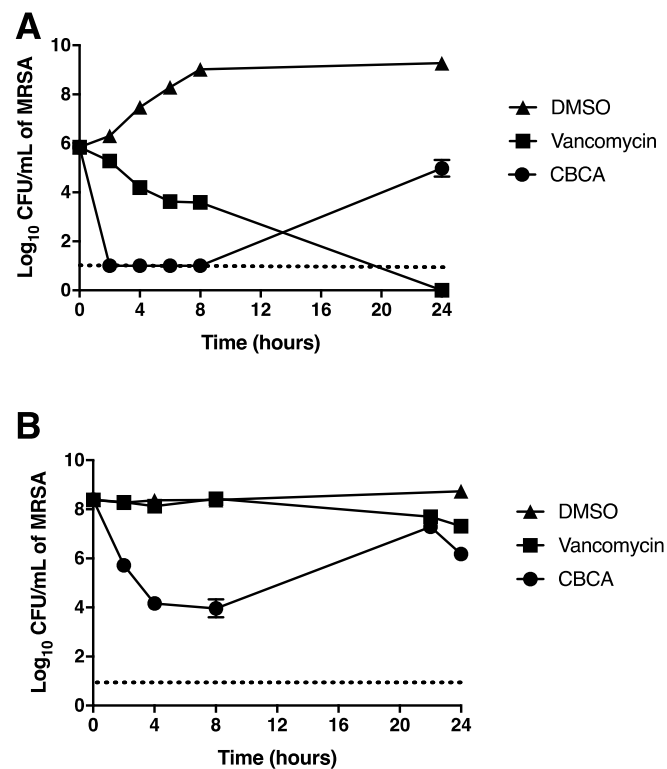 A
Log10 CFU/mL of MRSA
10
8
6
4
2
0
0 4 8 12 16 20 24
Time (hours)
DMSO
Vancomycin
CBCA
B
Log10 CFU/mL of MRSA
10
8
6
4
2
0
0 4 8 12 16 20 24
Time (hours)
DMSO
Vancomycin
CBCA